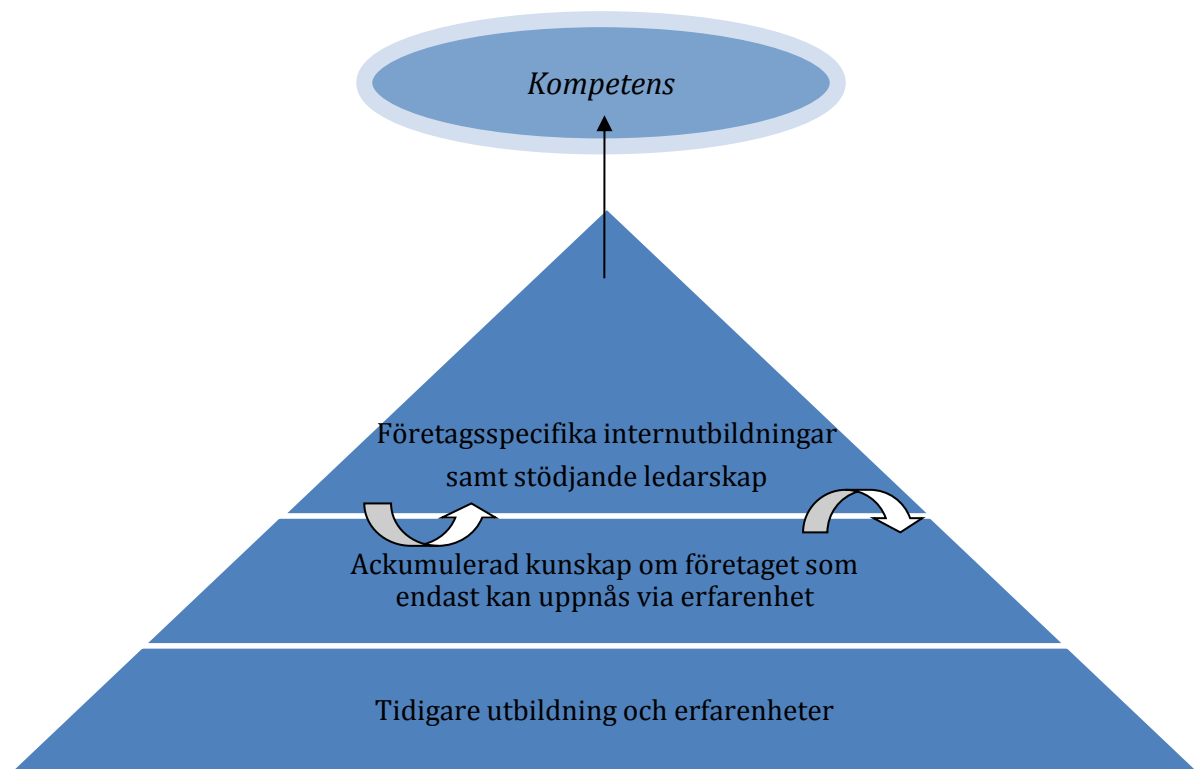 Kompetens
Företagsspecifika internutbildningar
samt stödjande ledarskap
Ackumulerad kunskap om företaget som
endast kan uppnås via erfarenhet
Tidigare utbildning och erfarenheter